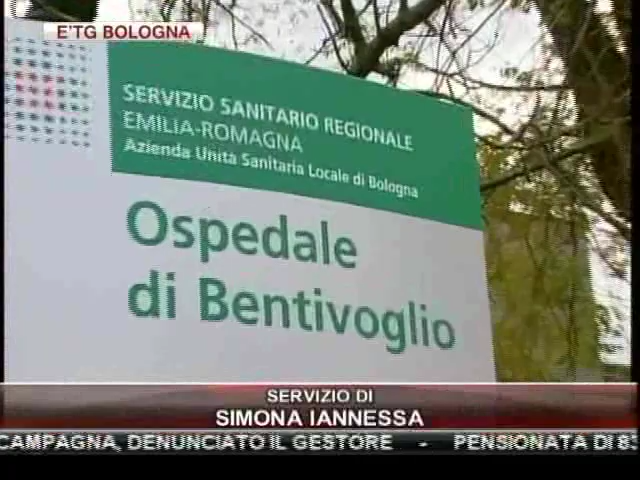 E'TG BOLOGNA
SERVIZIO SANITARIO REGIONALE
EMILIA-ROMAGNA
Azienda Unità Sanitaria Locale di Bologna
Ospedale
di Bentivoglio
SERVIZIO DI
SIMONA IANNESSA
CAMPAGNA, DENUNCIATO IL GESTORE - PENSIONATA DI 83